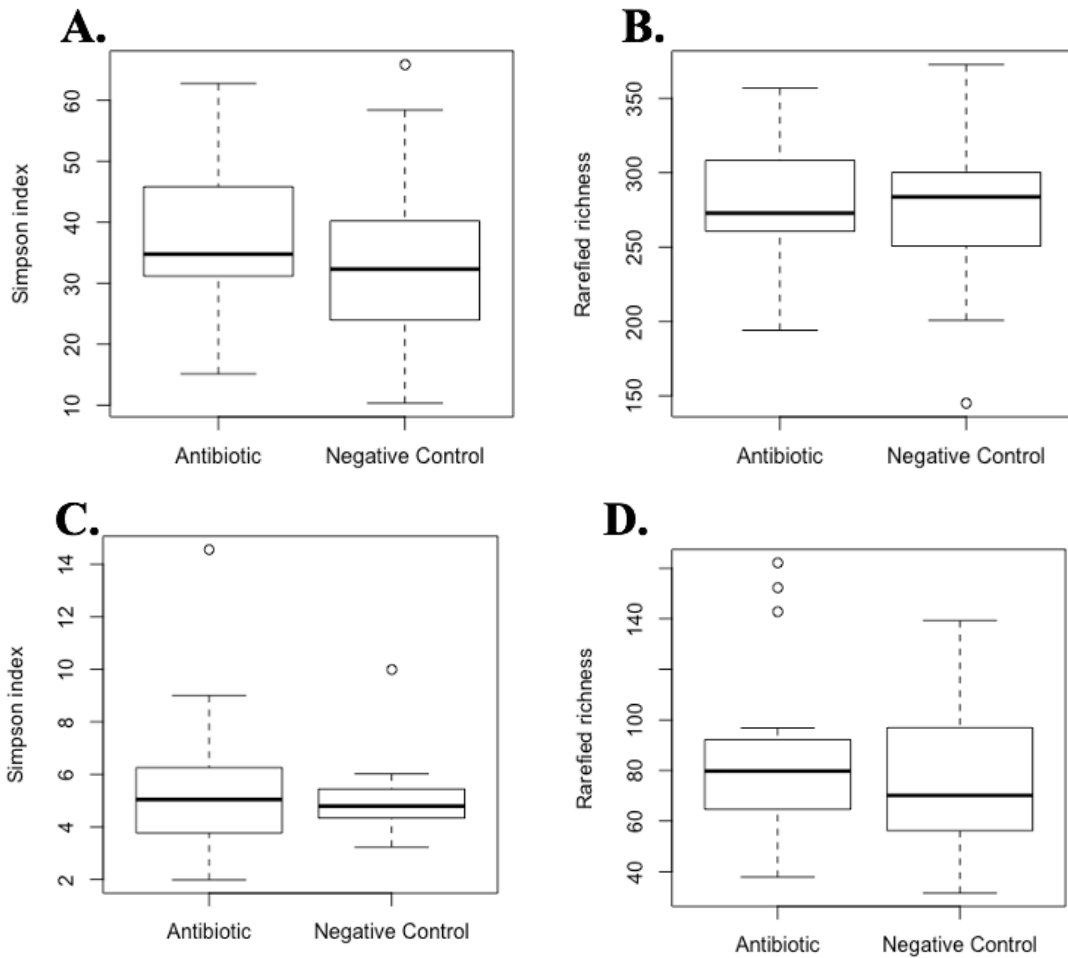 A.
Simpson index
60
50
40
30
20
10
Antibiotic
Negative Control
B.
Rarefied richness
350
300
250
200
150
Antibiotic
Negative Control
C.
Simpson index
14
12
10
8
6
4
2
Antibiotic
Negative Control
D.
Rarefied richness
140
100
80
60
40
Antibiotic
Negative Control